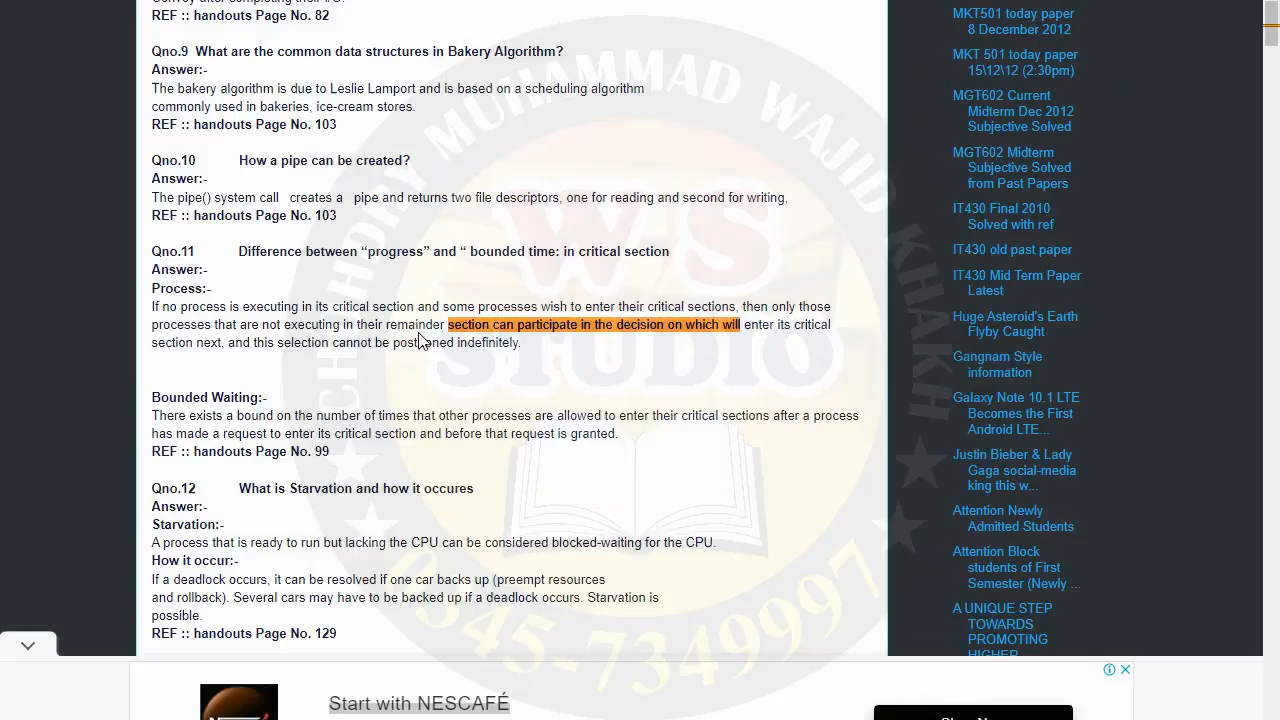 Convoy after completing their I/O.
REF :: handouts Page No. 82
Qno.9 What are the common data structures in Bakery Algorithm?
Answer:-
The bakery algorithm is due to Leslie Lamport and is based on a scheduling algorithm
commonly used in bakeries, ice-cream stores.
REF :: handouts Page No. 103
Qno.10 How a pipe can be created?
Answer:-
The pipe() system call creates a pipe and returns two file descriptors, one for reading and second for writing,
REF :: handouts Page No. 103
Qno.11 Difference between “progress” and “ bounded time: in critical section
Answer:-
Process:-
If no process is executing in its critical section and some processes wish to enter their critical sections, then only those
processes that are not executing in their remainder section can participate in the decision on which will enter its critical
section next, and this selection cannot be postponed indefinitely.
Bounded Waiting:-
There exists a bound on the number of times that other processes are allowed to enter their critical sections after a process
has made a request to enter its critical section and before that request is granted.
REF :: handouts Page No. 99
Qno.12 What is Starvation and how it occures
Answer:-
Starvation:-
A process that is ready to run but lacking the CPU can be considered blocked-waiting for the CPU.
How it occur:-
If a deadlock occurs, it can be resolved if one car backs up (preempt resources
and rollback). Several cars may have to be backed up if a deadlock occurs. Starvation is
possible.
REF :: handouts Page No. 129
MKT501 today paper
8 December 2012
MKT 501 today paper
15\12\12 (2:30pm)
MGT602 Current
Midterm Dec 2012
Subjective Solved
MGT602 Midterm
Subjective Solved
from Past Papers
IT430 Final 2010
Solved with ref
IT430 old past paper
IT430 Mid Term Paper
Latest
Huge Asteroid's Earth
Flyby Caught
Gangnam Style
information
Galaxy Note 10.1 LTE
Becomes the First
Android LTE...
Justin Bieber & Lady
Gaga social-media
king this w...
Attention Newly
Admitted Students
Attention Block
students of First
Semester (Newly ...
A UNIQUE STEP
TOWARDS
PROMOTING
HIGHER
CH MUHAMMAD WAJID KHAKH
WS
STUDIO
0345 7349997
Start with NESCAFÉ